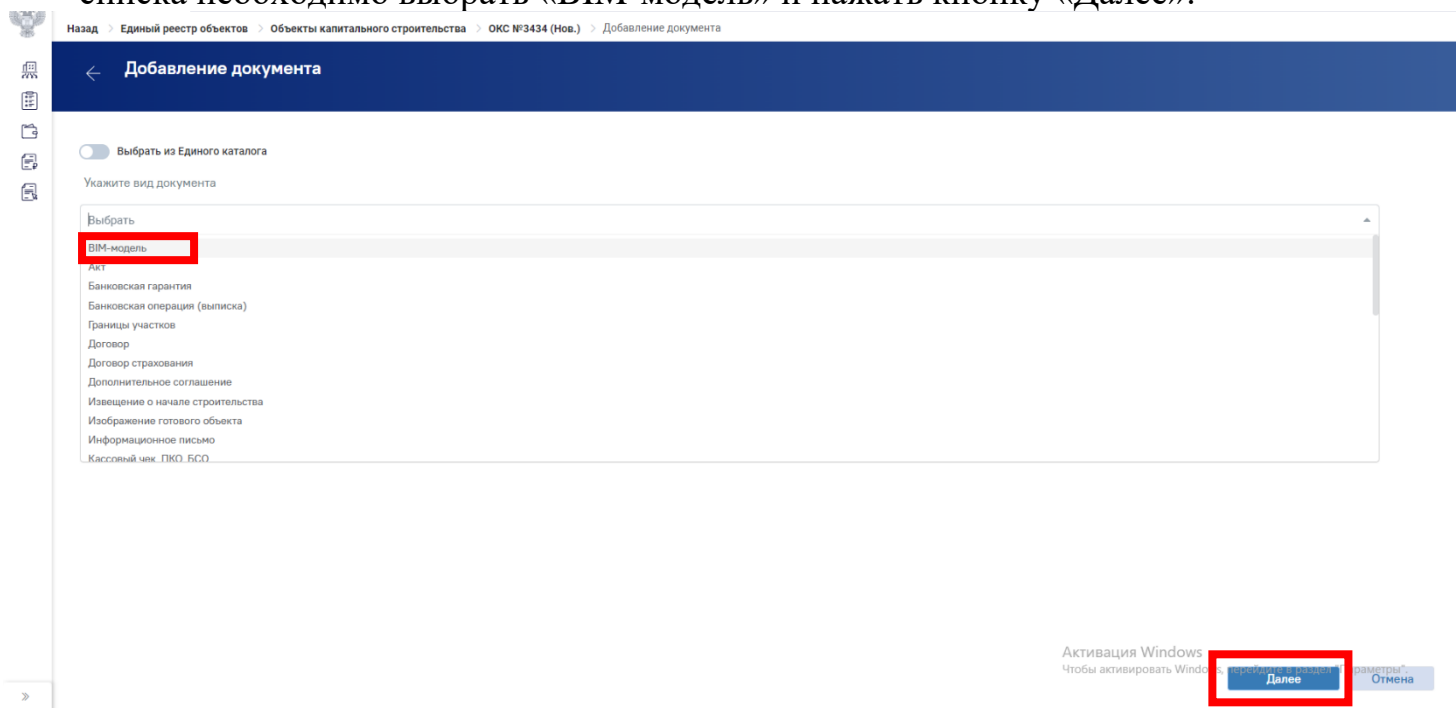 списка необходимо выбрать «BIM-модель» и нажать кнопку «Далее».
Назад > Единый реестр объектов > Объекты капитального строительства > ОКС №3434 (Нов.) > Добавление документа
← Добавление документа
Выбрать из Единого каталога
Укажите вид документа
Выбрать
BIM-модель
Акт
Банковская гарантия
Банковская операция (выписка)
Границы участков
Договор
Договор страхования
Дополнительное соглашение
Извещение о начале строительства
Изображение готового объекта
Информационное письмо
Кассовый чек, ПКО, БСО
Активация Windows
Чтобы активировать Windows, перейдите в раздел "Параметры".
Далее
Отмена
»